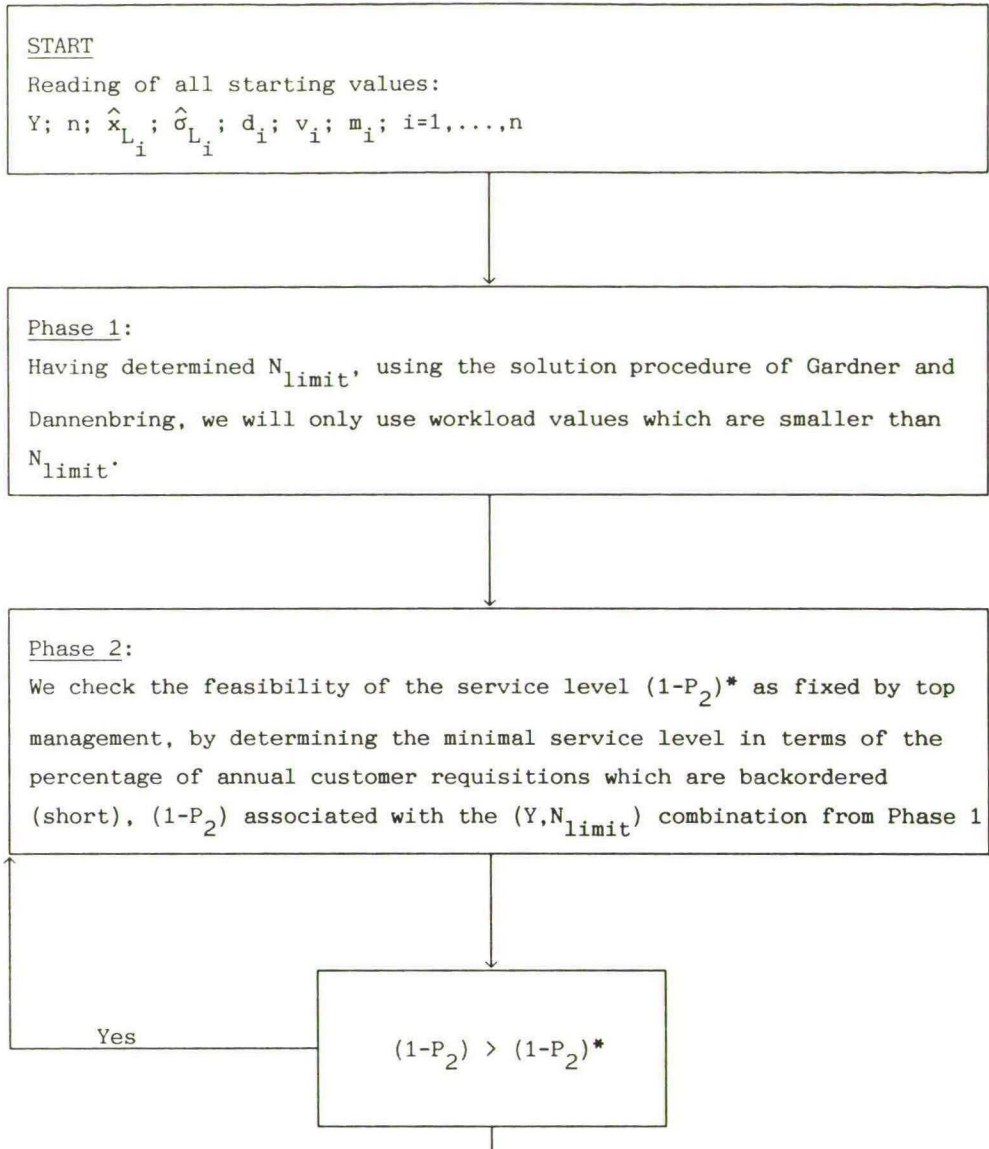 START
Reading of all starting values:
Y; n; x̂_L_i; σ̂_L_i; d_i; v_i; m_i; i=1,...,n
Phase 1:
Having determined N_limit, using the solution procedure of Gardner and
Dannenbring, we will only use workload values which are smaller than
N_limit.
Phase 2:
We check the feasibility of the service level (1-P_2)* as fixed by top
management, by determining the minimal service level in terms of the
percentage of annual customer requisitions which are backordered
(short), (1-P_2) associated with the (Y,N_limit) combination from Phase 1
Yes
(1-P_2) > (1-P_2)*